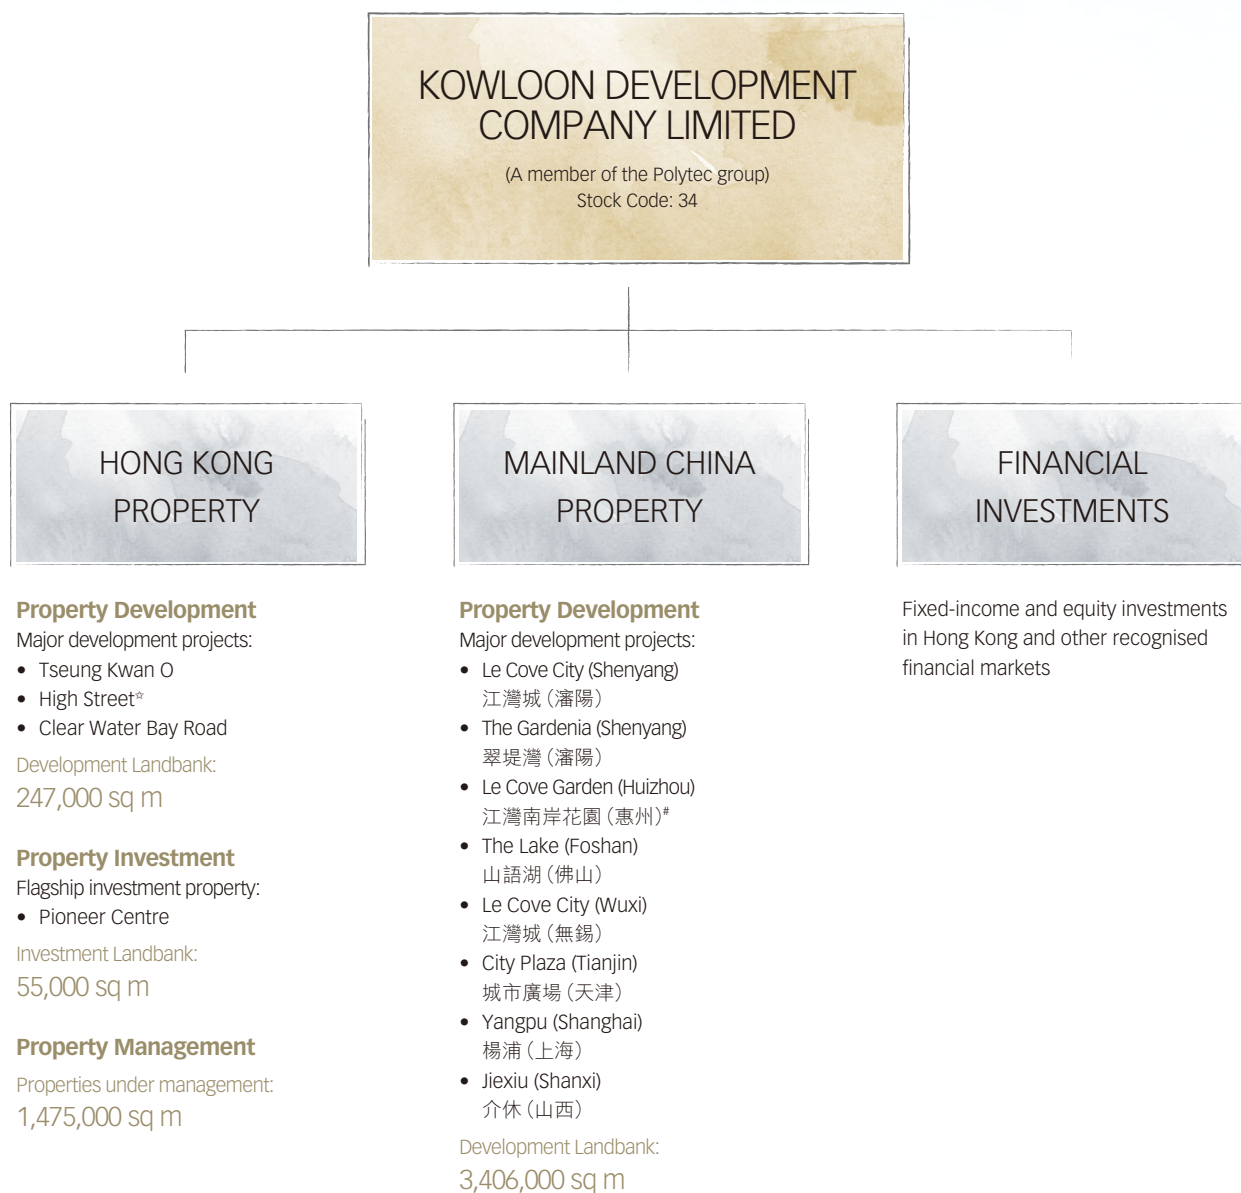 KOWLOON DEVELOPMENT
COMPANY LIMITED
(A member of the Polytec group)
Stock Code: 34
HONG KONG
PROPERTY
Property Development
Major development projects:
• Tseung Kwan O
• High Street☆
• Clear Water Bay Road
Development Landbank:
247,000 sq m
Property Investment
Flagship investment property:
• Pioneer Centre
Investment Landbank:
55,000 sq m
Property Management
Properties under management:
1,475,000 sq m
MAINLAND CHINA
PROPERTY
Property Development
Major development projects:
• Le Cove City (Shenyang)
江灣城（瀋陽）
• The Gardenia (Shenyang)
翠堤灣（瀋陽）
• Le Cove Garden (Huizhou)
江灣南岸花園（惠州）#
• The Lake (Foshan)
山語湖（佛山）
• Le Cove City (Wuxi)
江灣城（無錫）
• City Plaza (Tianjin)
城市廣場（天津）
• Yangpu (Shanghai)
楊浦（上海）
• Jiexiu (Shanxi)
介休（山西）
Development Landbank:
3,406,000 sq m
FINANCIAL
INVESTMENTS
Fixed-income and equity investments
in Hong Kong and other recognised
financial markets